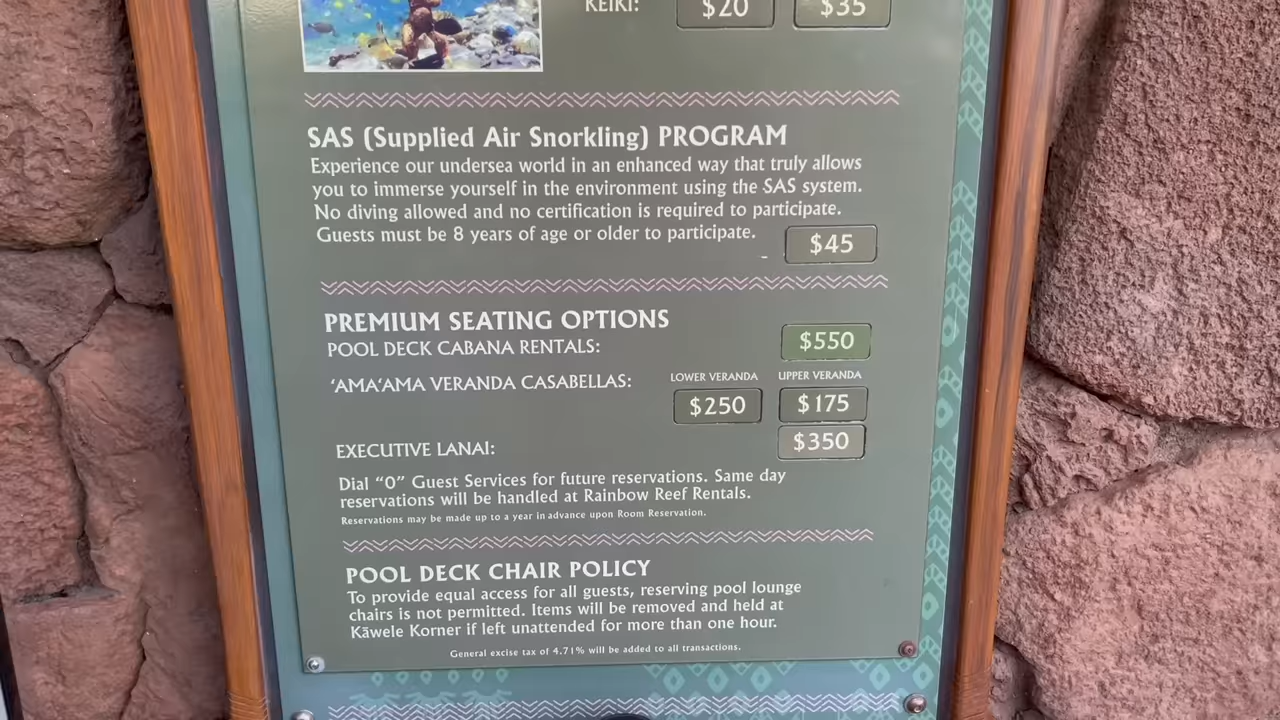 KEIKI: $20 $35
SAS (Supplied Air Snorkling) PROGRAM
Experience our undersea world in an enhanced way that truly allows
you to immerse yourself in the environment using the SAS system.
No diving allowed and no certification is required to participate.
Guests must be 8 years of age or older to participate.
$45
PREMIUM SEATING OPTIONS
POOL DECK CABANA RENTALS: $550
LOWER VERANDA UPPER VERANDA
‘AMA‘AMA VERANDA CASABELLAS: $250 $175
EXECUTIVE LANAI: $350
Dial “0” Guest Services for future reservations. Same day
reservations will be handled at Rainbow Reef Rentals.
Reservations may be made up to a year in advance upon Room Reservation.
POOL DECK CHAIR POLICY
To provide equal access for all guests, reserving pool lounge
chairs is not permitted. Items will be removed and held at
Kāwele Korner if left unattended for more than one hour.
General excise tax of 4.71% will be added to all transactions.